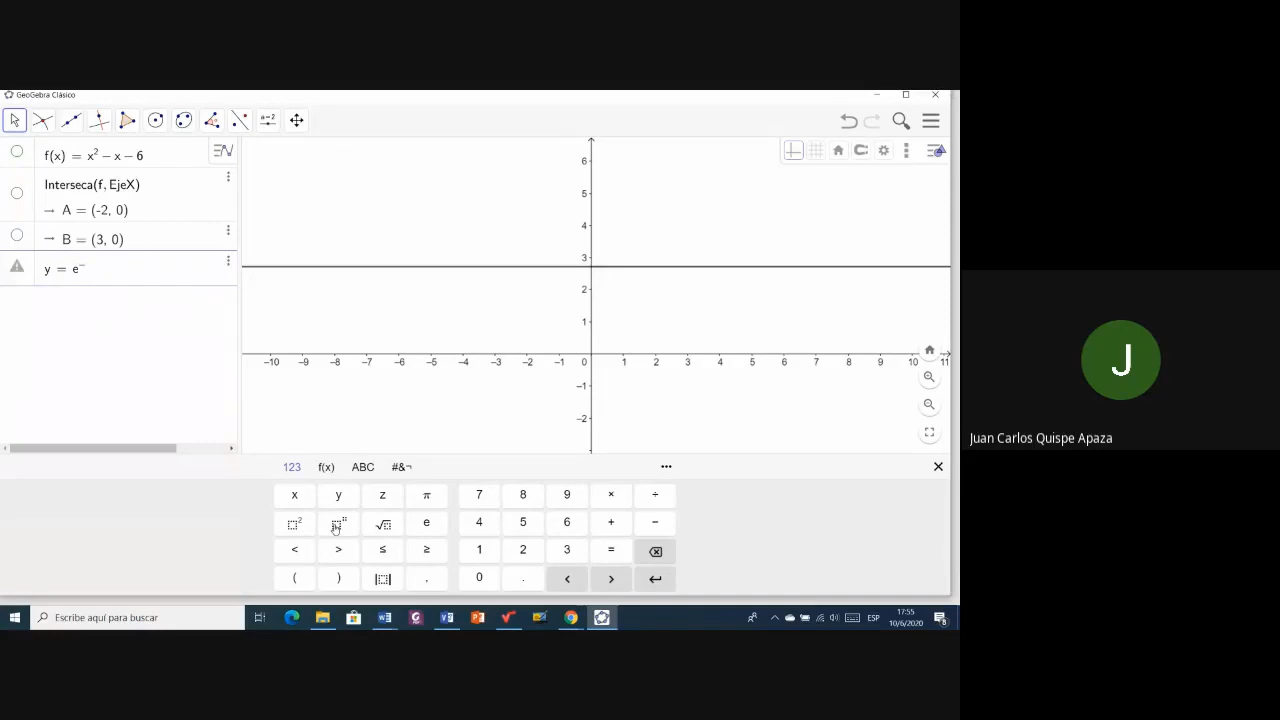 GeoGebra Clásico
a=2
f(x) = x² − x − 6
Interseca(f, EjeX)
→ A = (-2, 0)
→ B = (3, 0)
y = e⁻
6
5
4
3
2
1
0
−1
−2
−10 −9 −8 −7 −6 −5 −4 −3 −2 −1 1 2 3 4 5 6 7 8 9 10 11
123 f(x) ABC #&¬
x y z π 7 8 9 × ÷
e 4 5 6 + −
< > ≤ ≥ 1 2 3 =
( ) , 0 . < >
J
Juan Carlos Quispe Apaza
Escribe aquí para buscar
ESP
17:55
10/6/2020